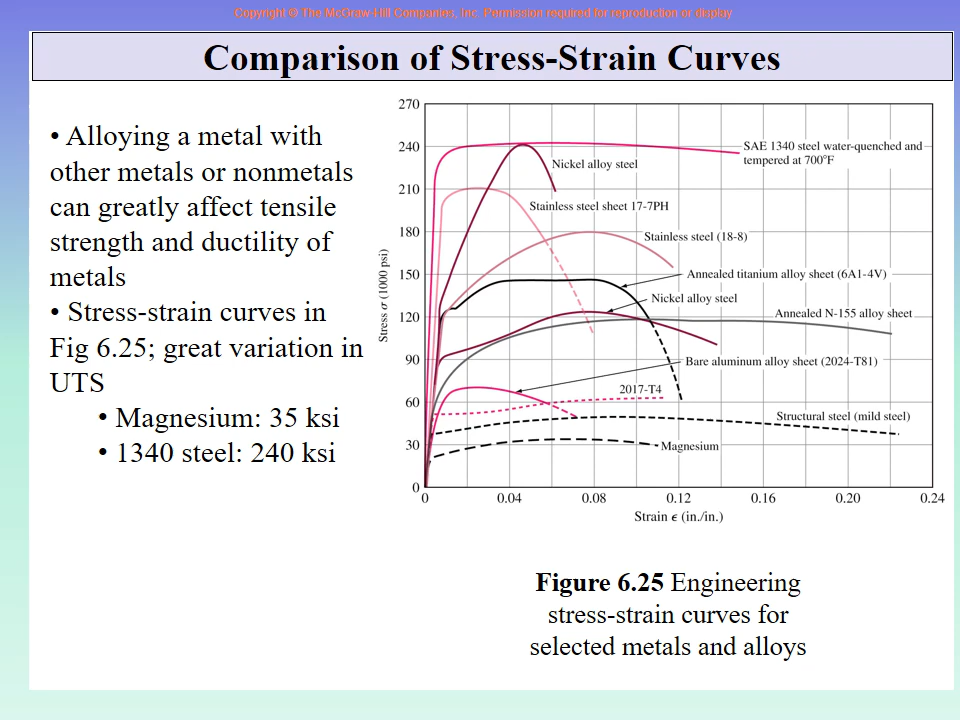 Copyright © The McGraw-Hill Companies, Inc. Permission required for reproduction or display
Comparison of Stress-Strain Curves
• Alloying a metal with
other metals or nonmetals
can greatly affect tensile
strength and ductility of
metals
• Stress-strain curves in
Fig 6.25; great variation in
UTS
• Magnesium: 35 ksi
• 1340 steel: 240 ksi
270
240
210
180
150
120
90
60
30
0
Stress σ (1000 psi)
SAE 1340 steel water-quenched and
tempered at 700°F
Nickel alloy steel
Stainless steel sheet 17-7PH
Stainless steel (18-8)
Annealed titanium alloy sheet (6A1-4V)
Nickel alloy steel
Annealed N-155 alloy sheet
Bare aluminum alloy sheet (2024-T81)
2017-T4
Structural steel (mild steel)
Magnesium
0
0.04
0.08
0.12
0.16
0.20
0.24
Strain ϵ (in./in.)
Figure 6.25 Engineering
stress-strain curves for
selected metals and alloys